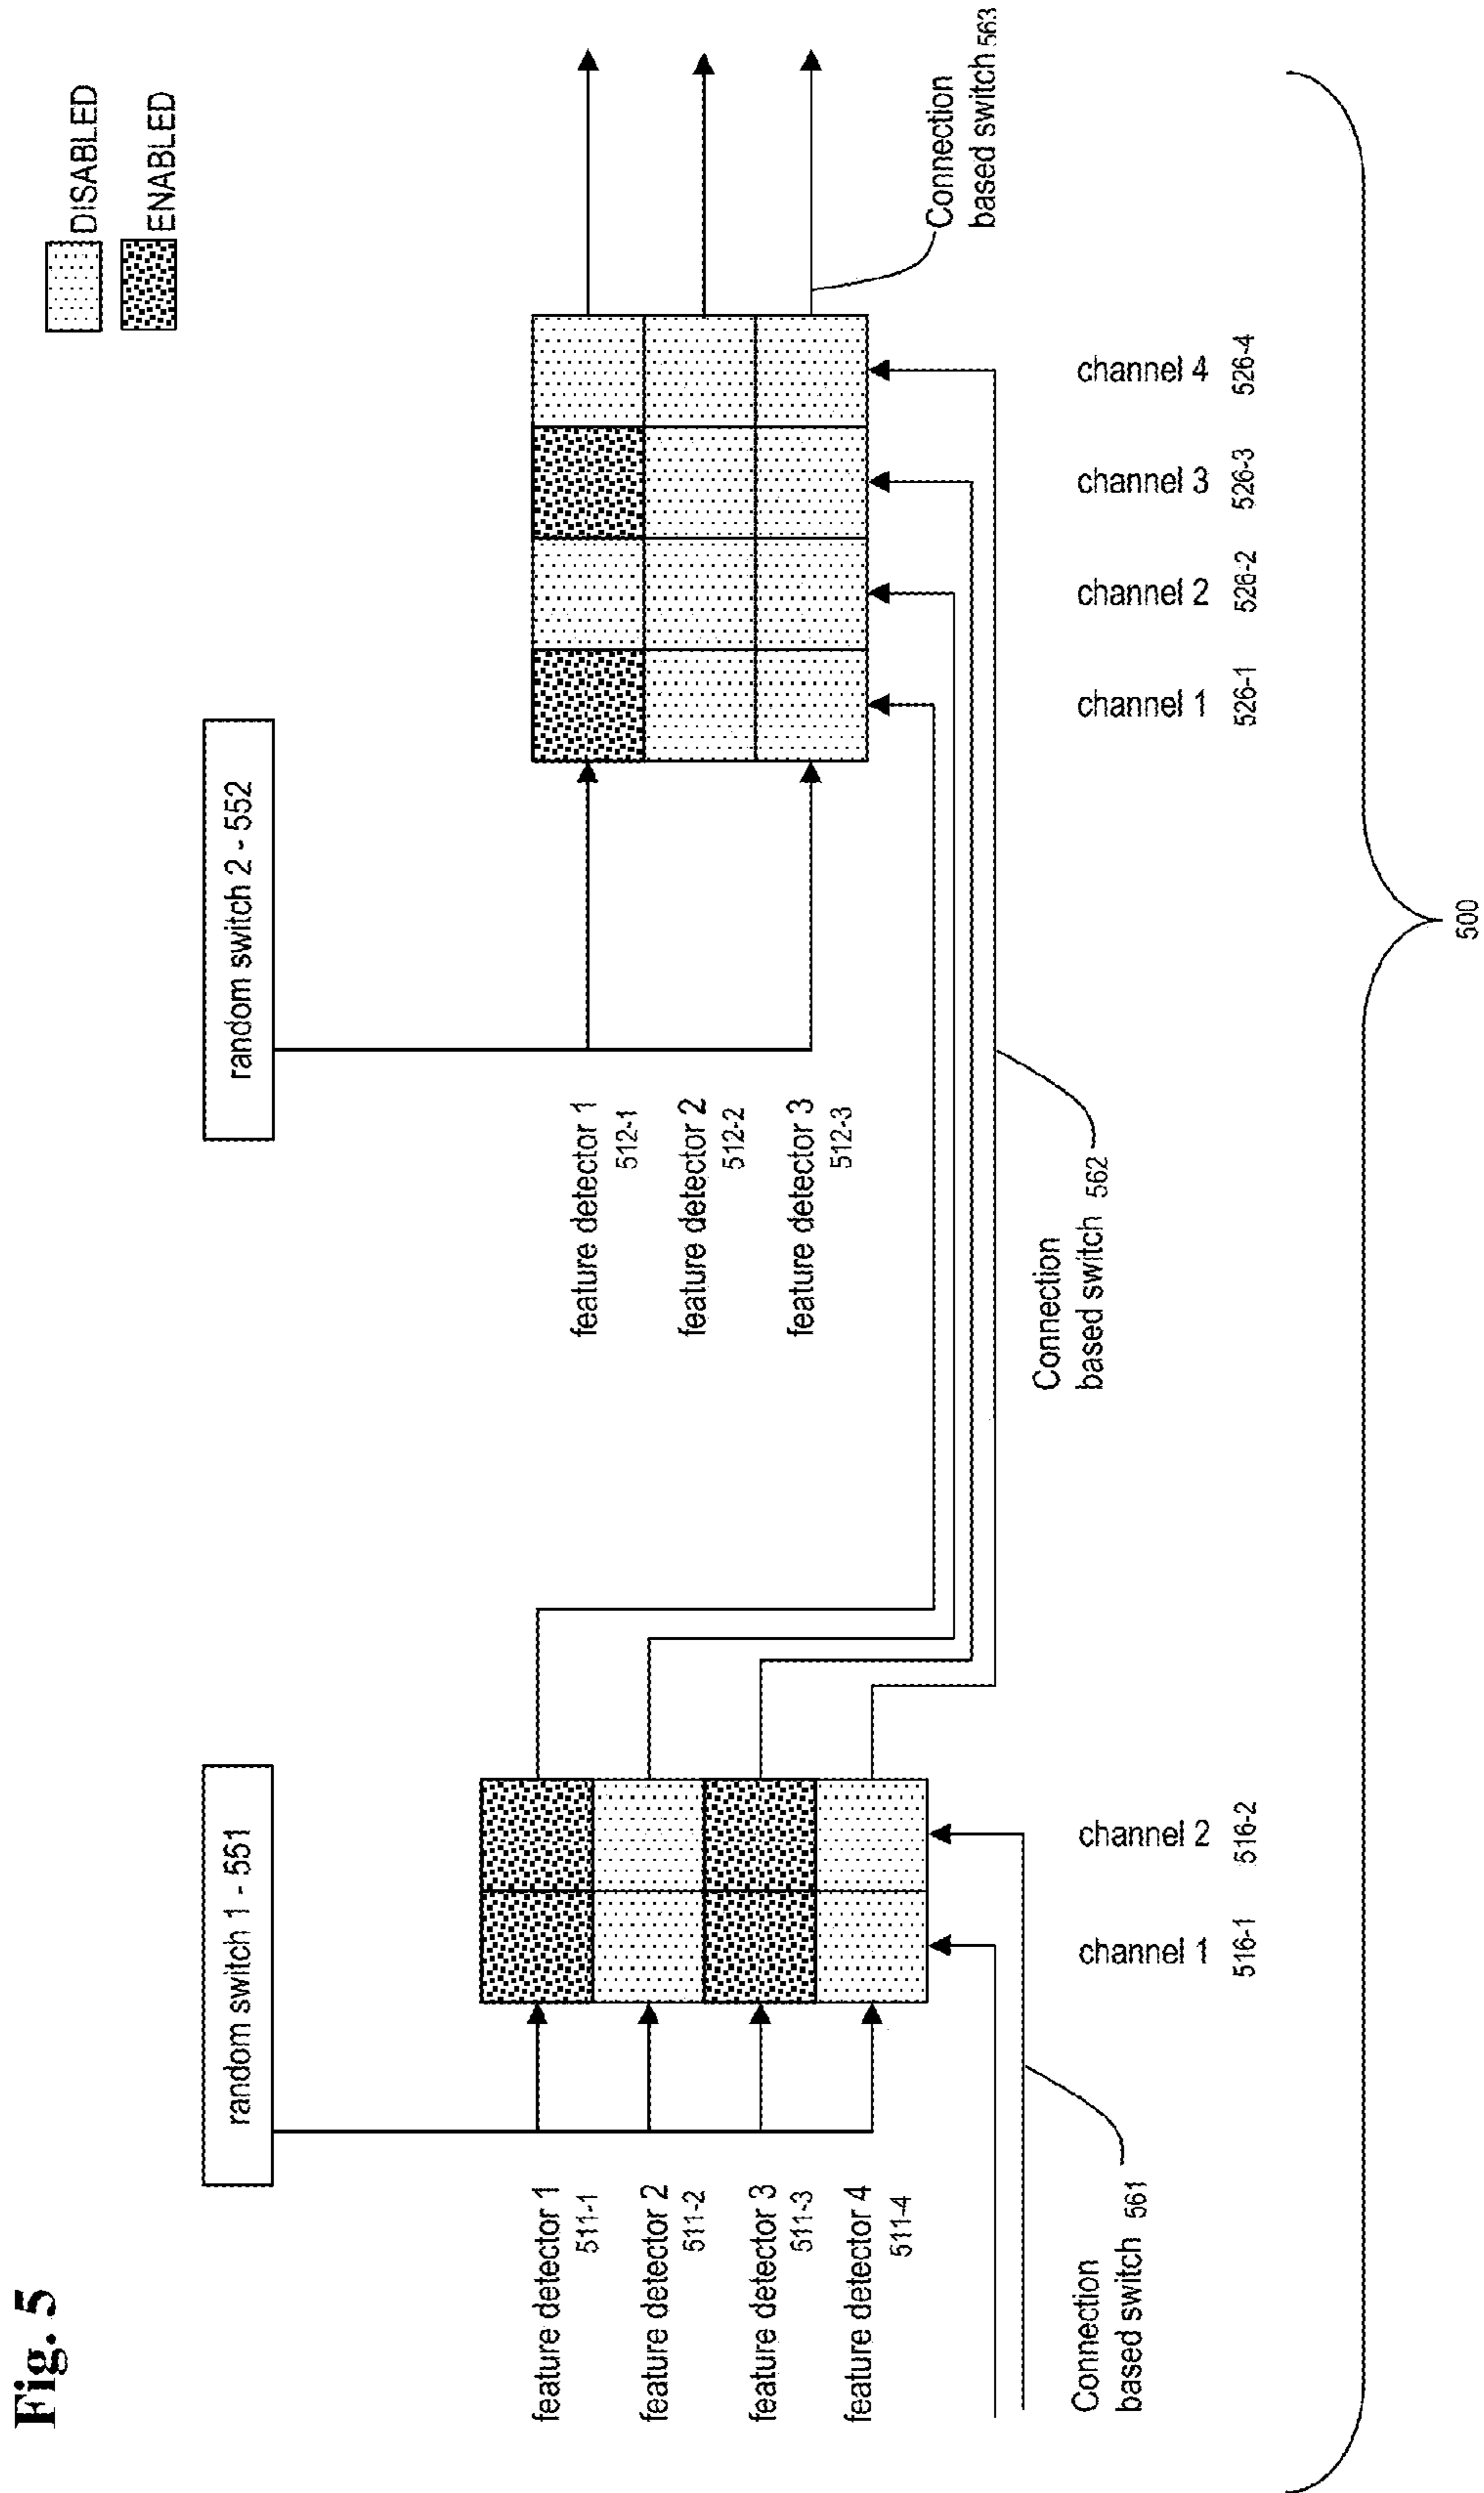 Fig. 5
DISABLED
ENABLED
random switch 1 - 551
random switch 2 - 552
feature detector 1
511-1
feature detector 2
511-2
feature detector 3
511-3
feature detector 4
511-4
feature detector 1
512-1
feature detector 2
512-2
feature detector 3
512-3
Connection
based switch 563
Connection
based switch 561
channel 1
516-1
channel 2
516-2
Connection
based switch 562
channel 1
526-1
channel 2
526-2
channel 3
526-3
channel 4
526-4
500